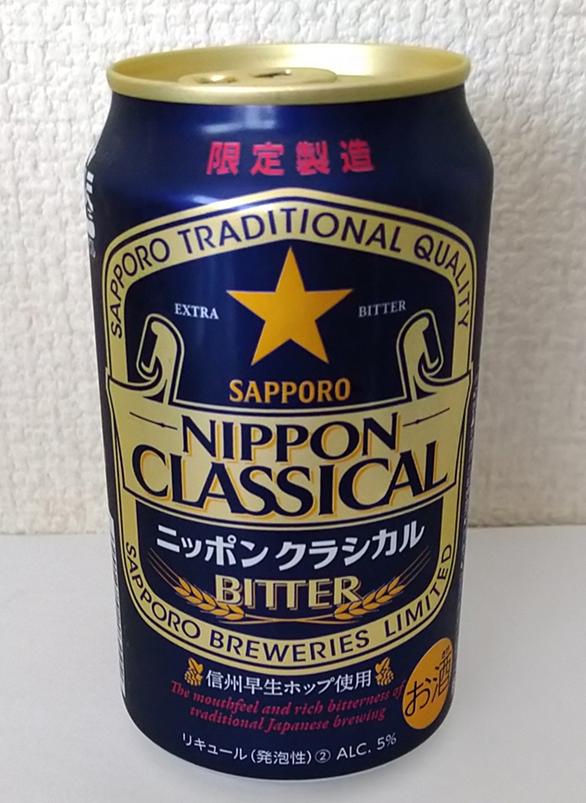 限定製造
SAPPORO TRADITIONAL QUALITY
EXTRA BITTER
SAPPORO
NIPPON
CLASSICAL
ニッポン クラシカル
BITTER
SAPPORO BREWERIES LIMITED
信州早生ホップ使用
The mouthfeel and rich bitterness of
traditional Japanese brewing
お酒
リキュール(発泡性)② ALC. 5%